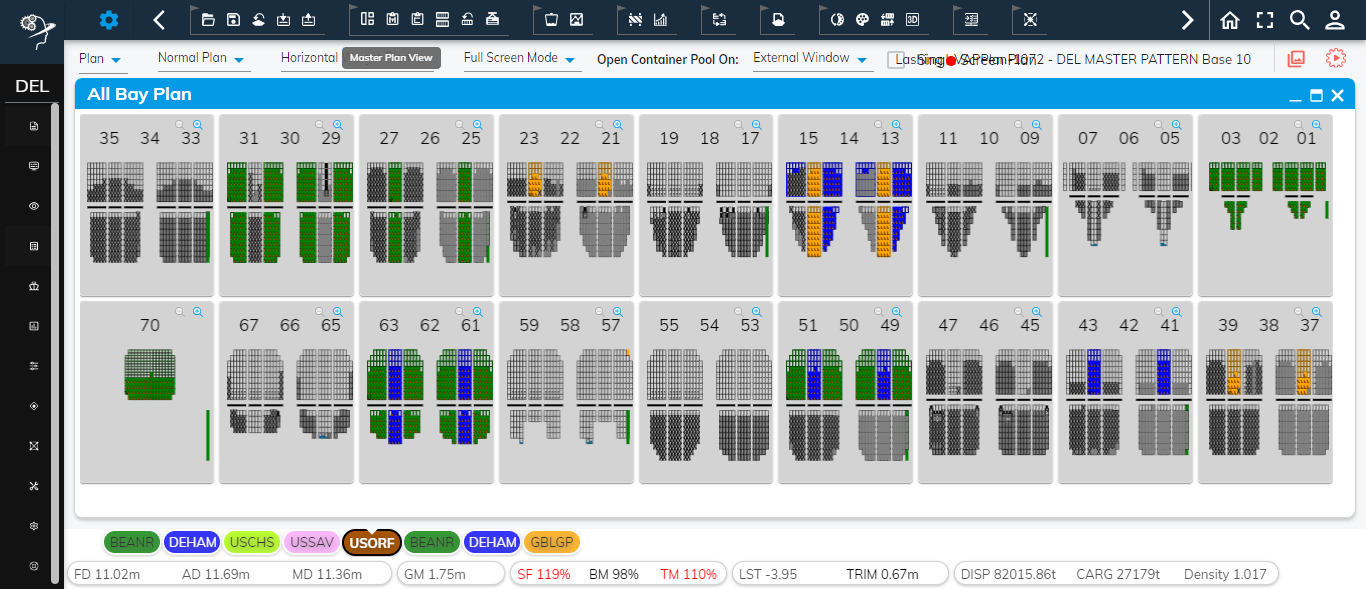 DEL
Plan
Normal Plan
Horizontal
Master Plan View
Full Screen Mode
Open Container Pool On:
External Window
LVAPPlan P1072 - DEL MASTER PATTERN Base 10
All Bay Plan
35 34 33
31 30 29
27 26 25
23 22 21
19 18 17
15 14 13
11 10 09
07 06 05
03 02 01
70
67 66 65
63 62 61
59 58 57
55 54 53
51 50 49
47 46 45
43 42 41
39 38 37
BEANR DEHAM USCHS USSAV USORF BEANR DEHAM GBLGP
FD 11.02m AD 11.69m MD 11.36m GM 1.75m SF 119% BM 98% TM 110% LST -3.95 TRIM 0.67m DISP 82015.86t CARG 27179t Density 1.017